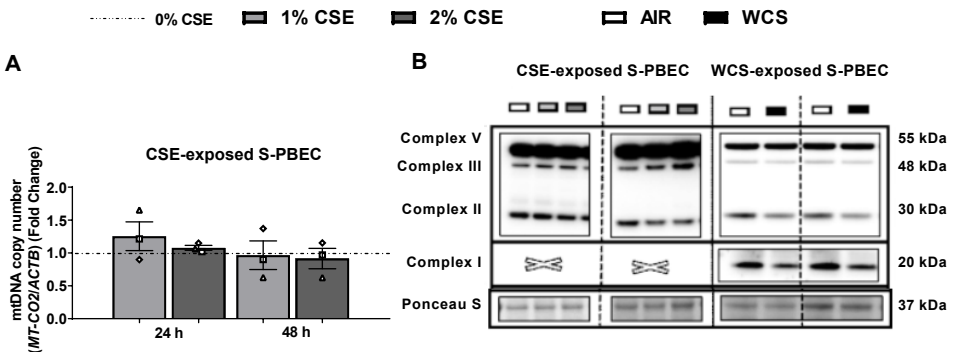 0% CSE 1% CSE 2% CSE AIR WCS
A
CSE-exposed S-PBEC
mtDNA copy number
(MT-CO2/ACTB) (Fold Change)
2.0
1.5
1.0
0.5
0.0
24 h 48 h
B
CSE-exposed S-PBEC WCS-exposed S-PBEC
Complex V 55 kDa
Complex III 48 kDa
Complex II 30 kDa
Complex I 20 kDa
Ponceau S 37 kDa